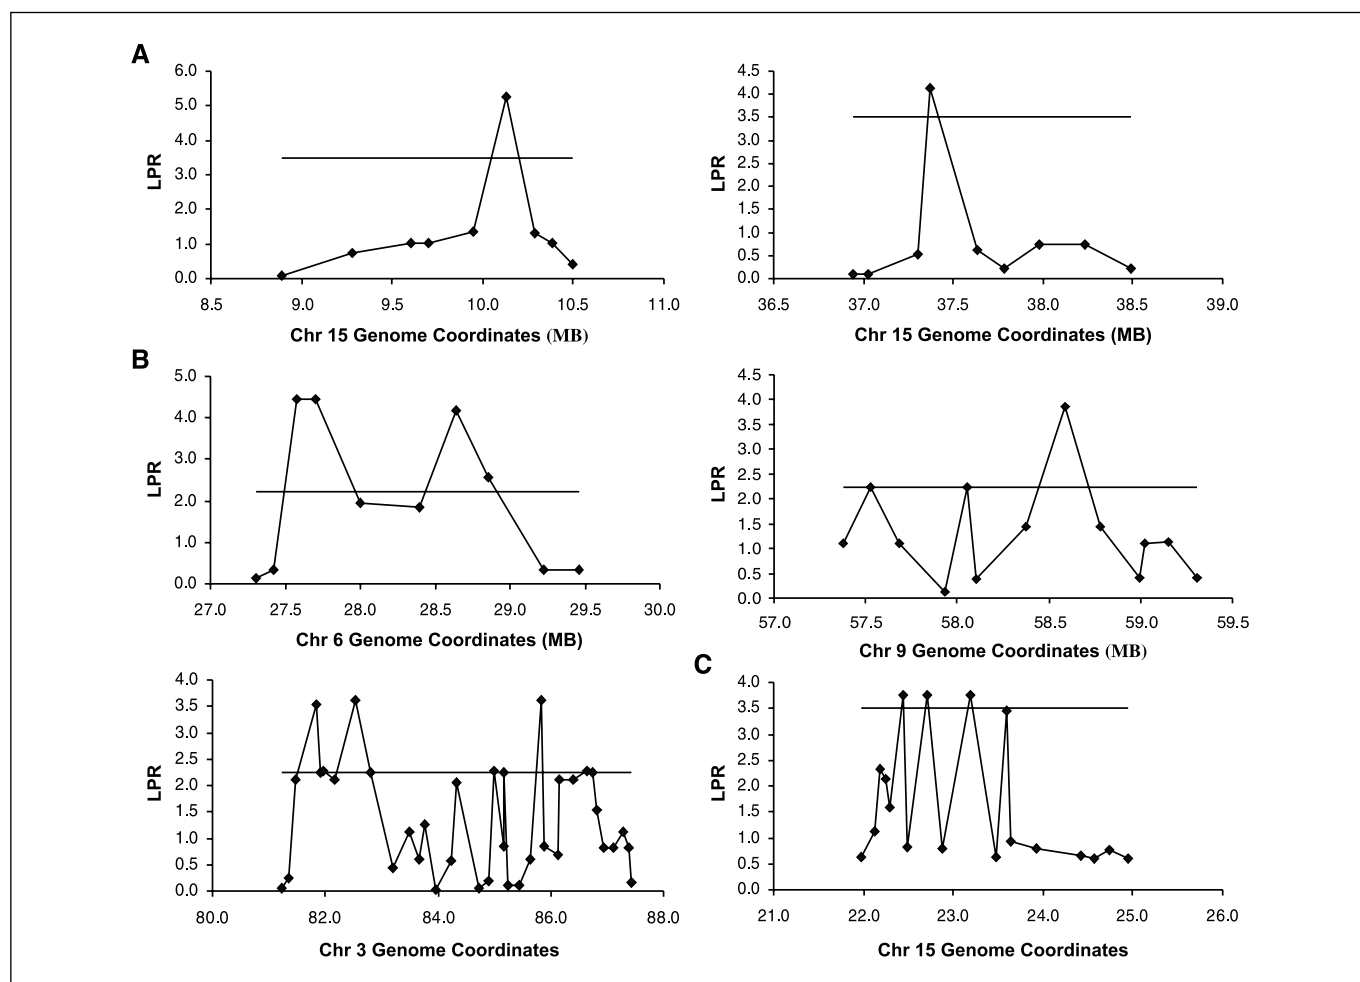 A
6.0
5.0
4.0
3.0
2.0
1.0
0.0
LPR
8.5 9.0 9.5 10.0 10.5 11.0
Chr 15 Genome Coordinates (MB)
4.5
4.0
3.5
3.0
2.5
2.0
1.5
1.0
0.5
0.0
LPR
36.5 37.0 37.5 38.0 38.5 39.0
Chr 15 Genome Coordinates (MB)
B
5.0
4.0
3.0
2.0
1.0
0.0
LPR
27.0 27.5 28.0 28.5 29.0 29.5 30.0
Chr 6 Genome Coordinates (MB)
4.5
4.0
3.5
3.0
2.5
2.0
1.5
1.0
0.5
0.0
LPR
57.0 57.5 58.0 58.5 59.0 59.5
Chr 9 Genome Coordinates (MB)
4.0
3.5
3.0
2.5
2.0
1.5
1.0
0.5
0.0
LPR
80.0 82.0 84.0 86.0 88.0
Chr 3 Genome Coordinates
C
4.0
3.5
3.0
2.5
2.0
1.5
1.0
0.5
0.0
LPR
21.0 22.0 23.0 24.0 25.0 26.0
Chr 15 Genome Coordinates